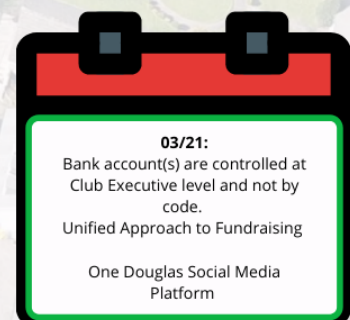 03/21:
Bank account(s) are controlled at
Club Executive level and not by
code.
Unified Approach to Fundraising
One Douglas Social Media
Platform